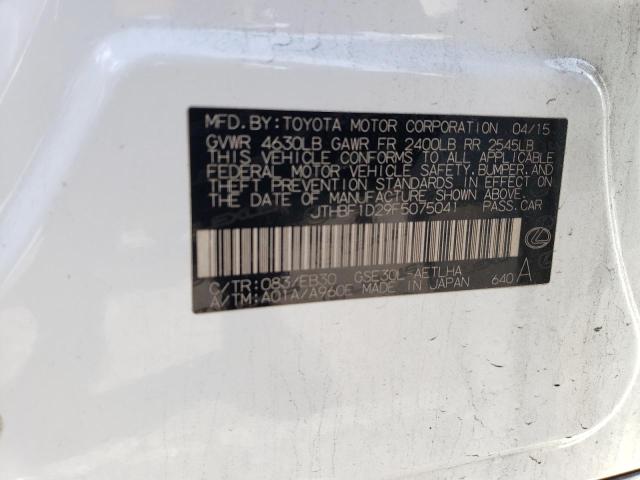 MFD. BY: TOYOTA MOTOR CORPORATION 04/15
GVWR 4630LB GAWR FR 2400LB RR 2545LB
THIS VEHICLE CONFORMS TO ALL APPLICABLE
FEDERAL MOTOR VEHICLE SAFETY, BUMPER, AND
THEFT PREVENTION STANDARDS IN EFFECT ON
THE DATE OF MANUFACTURE SHOWN ABOVE.
JTHBF1D29F5075041 PASS. CAR
C/TR: 083/EB30 GSE30L-AETLHA
A/TM: A01A/A960E MADE IN JAPAN 640 A